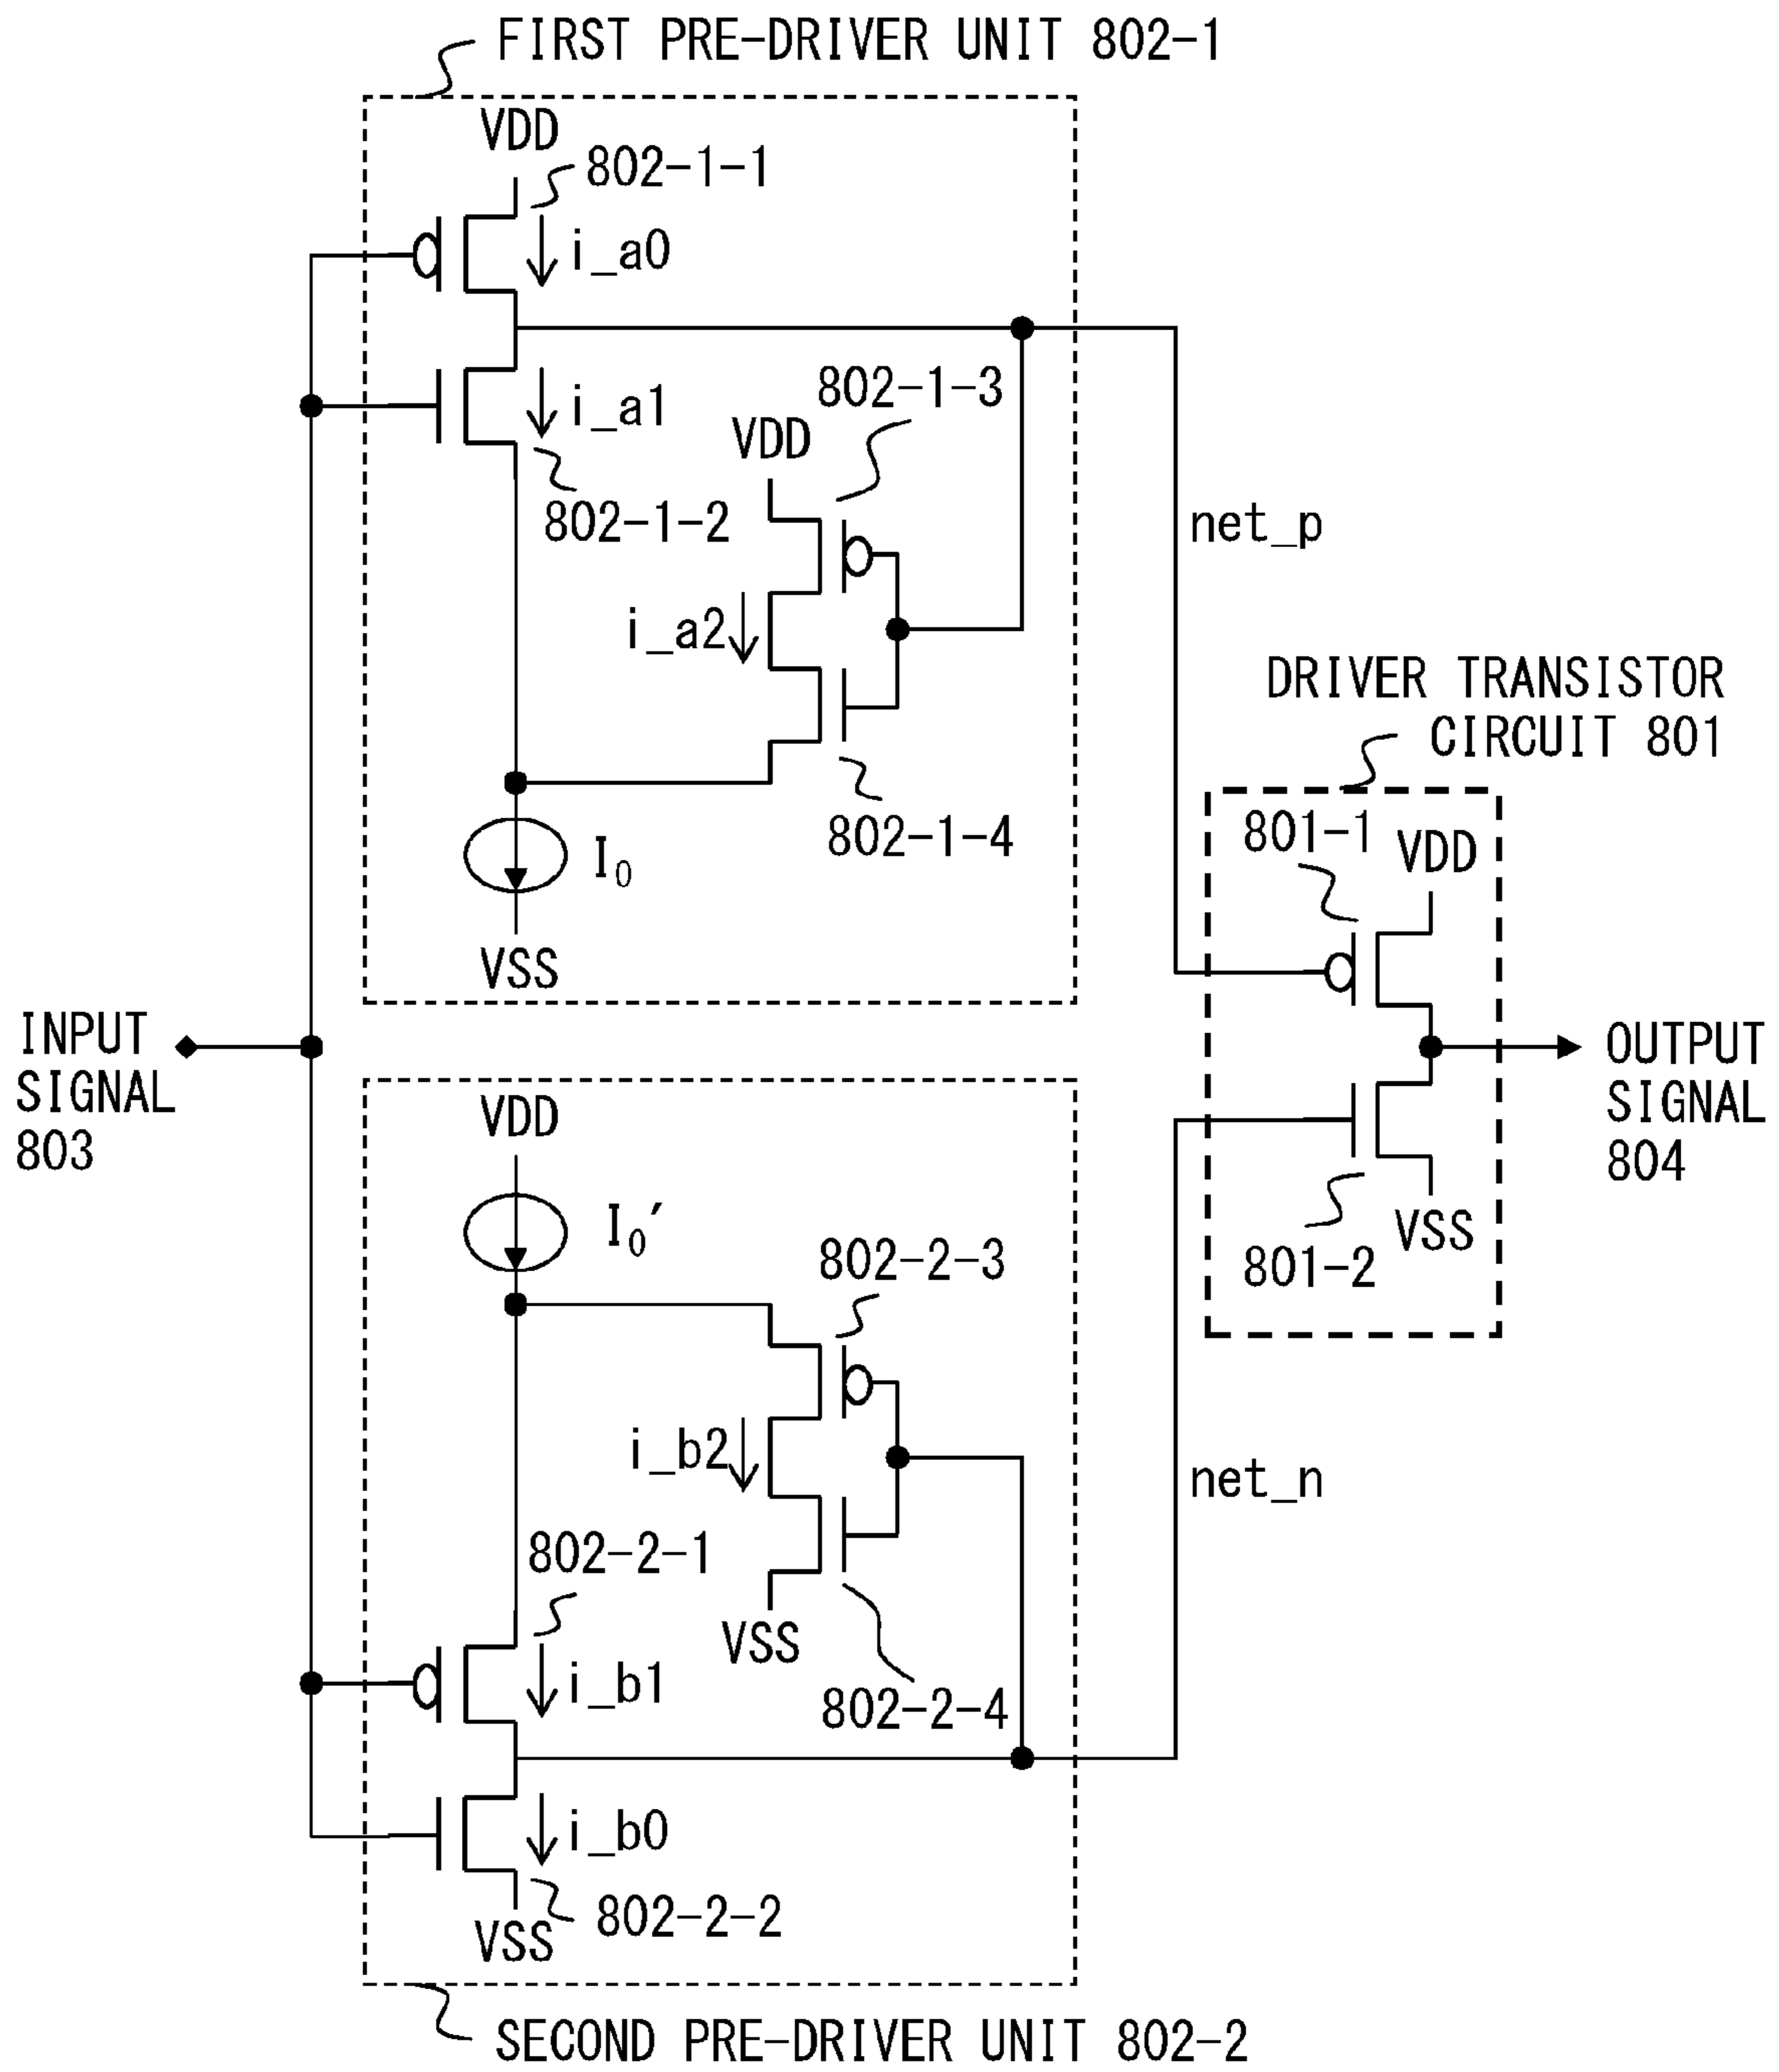 FIRST PRE-DRIVER UNIT 802-1
VDD
802-1-1
i_a0
i_a1
802-1-2
802-1-3
VDD
i_a2
802-1-4
I₀
VSS
net_p
DRIVER TRANSISTOR
CIRCUIT 801
801-1
VDD
INPUT
SIGNAL
803
OUTPUT
SIGNAL
804
801-2
VSS
VDD
I₀′
802-2-3
i_b2
802-2-1
VSS
802-2-4
i_b1
net_n
i_b0
802-2-2
VSS
SECOND PRE-DRIVER UNIT 802-2